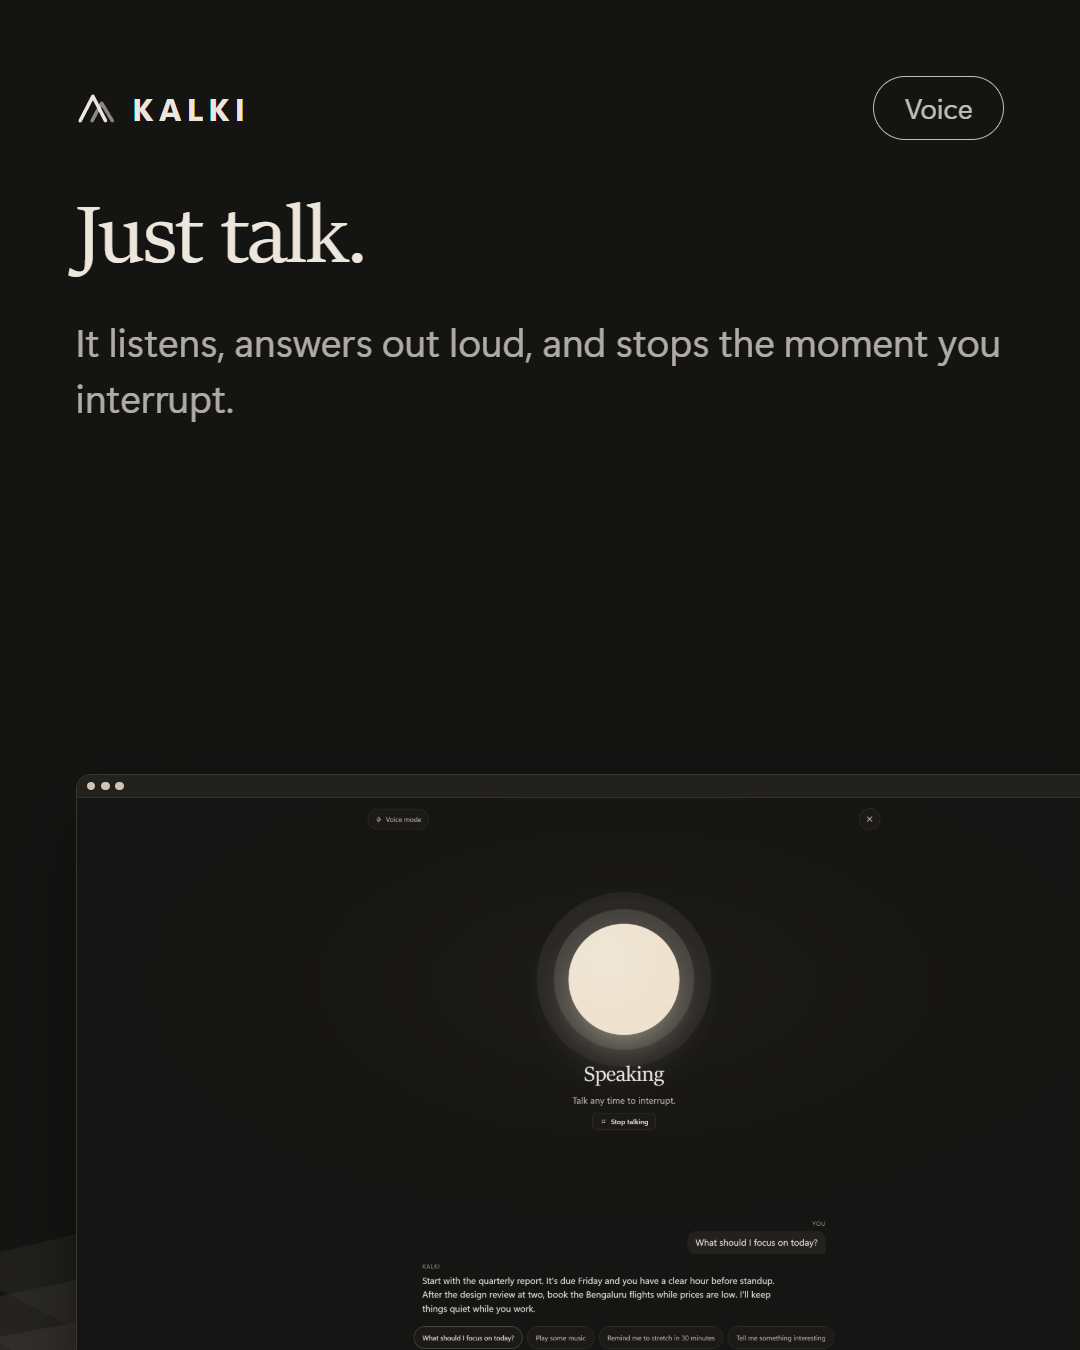 KALKI
Voice
Just talk.
It listens, answers out loud, and stops the moment you
interrupt.
Voice mode
Speaking
Talk any time to interrupt.
Stop talking
YOU
What should I focus on today?
KALKI
Start with the quarterly report. It's due Friday and you have a clear hour before standup.
After the design review at two, book the Bengaluru flights while prices are low. I'll keep
things quiet while you work.
What should I focus on today?
Play some music
Remind me to stretch in 30 minutes
Tell me something interesting